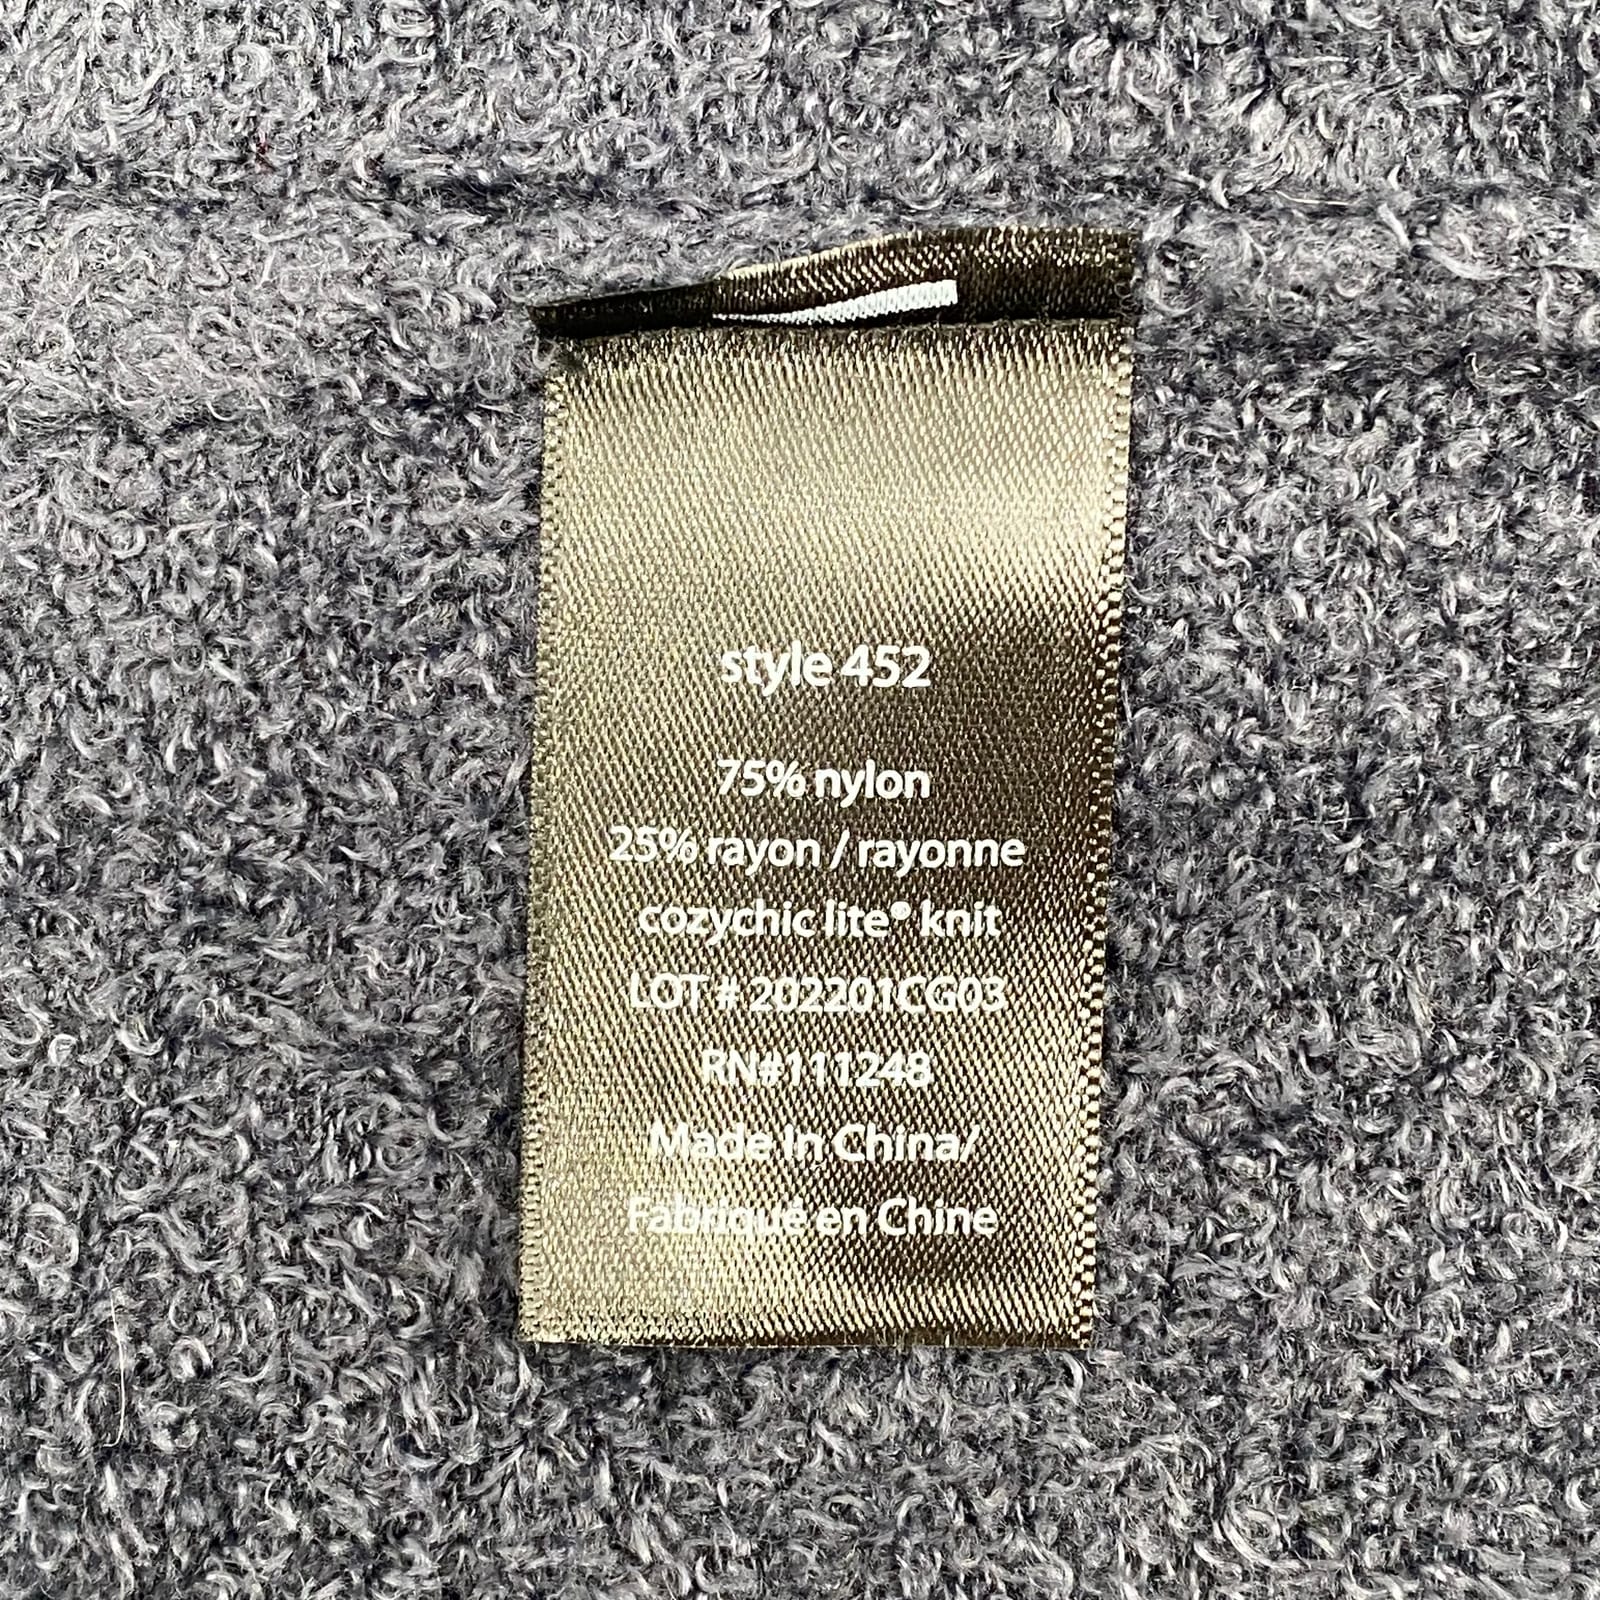 style 452
75% nylon
25% rayon / rayonne
cozychic lite® knit
LOT # 202201CG03
RN#111248
Made In China/
Fabriqué en Chine